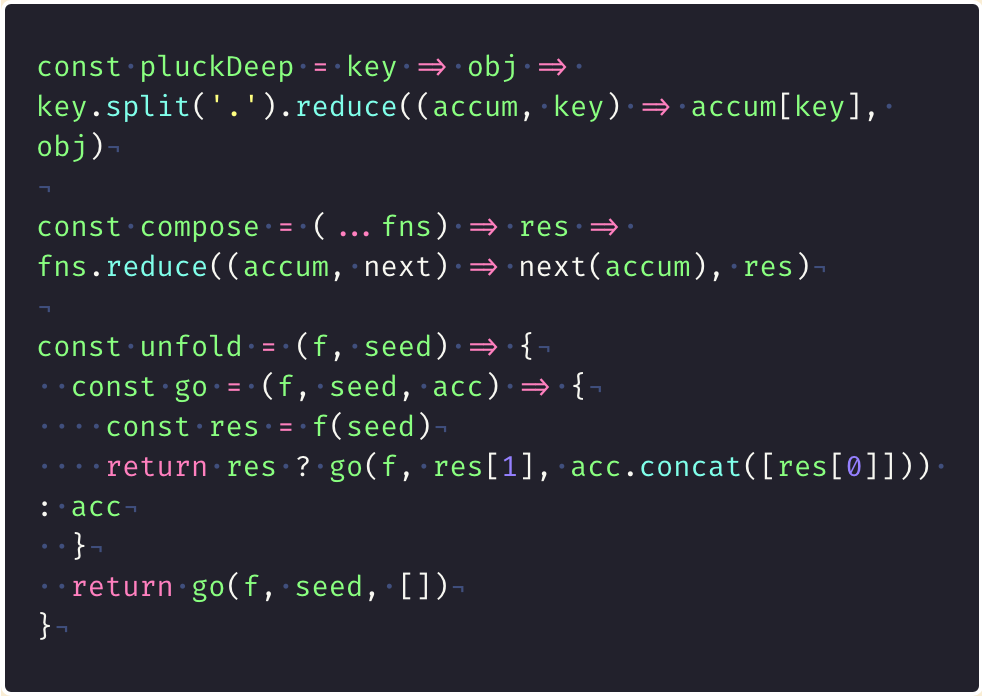 const pluckDeep = key => obj =>
key.split('.').reduce((accum, key) => accum[key],
obj)
const compose = (...fns) => res =>
fns.reduce((accum, next) => next(accum), res)
const unfold = (f, seed) => {
  const go = (f, seed, acc) => {
    const res = f(seed)
    return res ? go(f, res[1], acc.concat([res[0]]))
: acc
  }
  return go(f, seed, [])
}